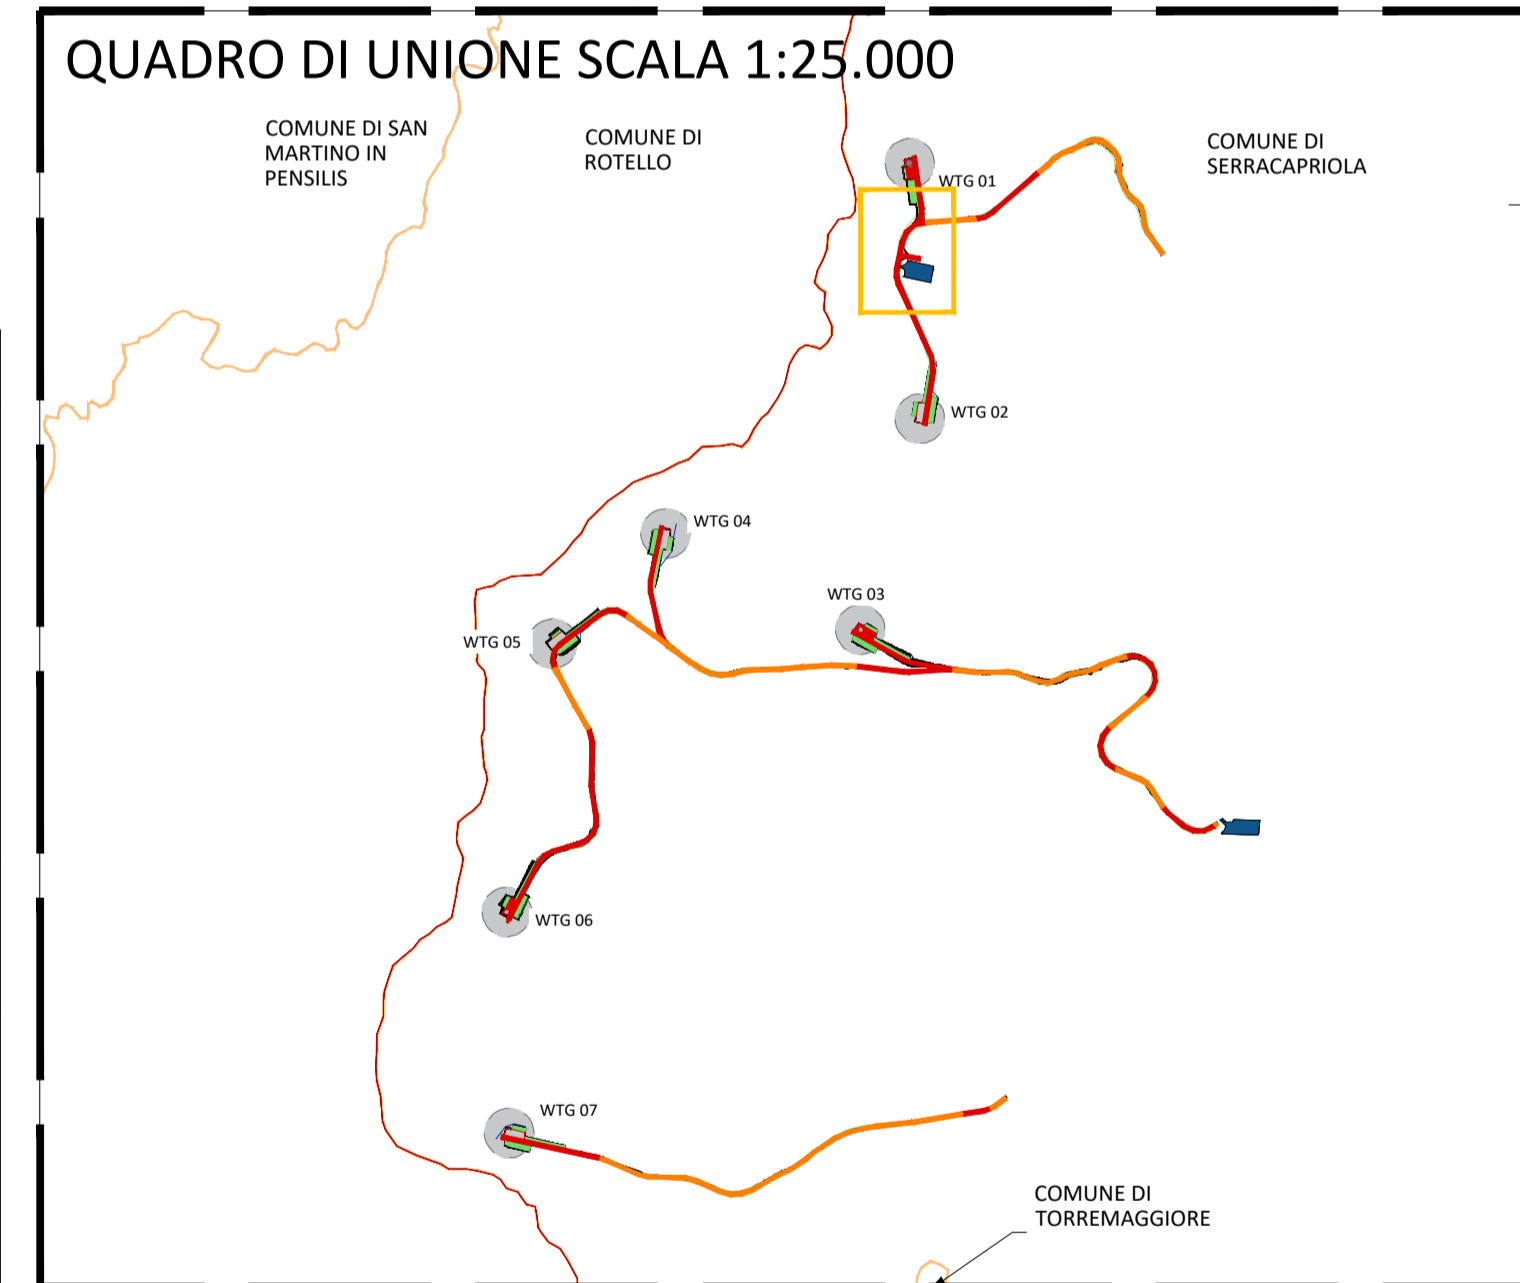 QUADRO DI UNIONE SCALA 1:25.000
COMUNE DI SAN
MARTINO IN
PENSILIS
COMUNE DI
ROTELLO
COMUNE DI
SERRACAPRIOLA
WTG 01
WTG 02
WTG 04
WTG 03
WTG 05
WTG 06
WTG 07
COMUNE DI
TORREMAGGIORE